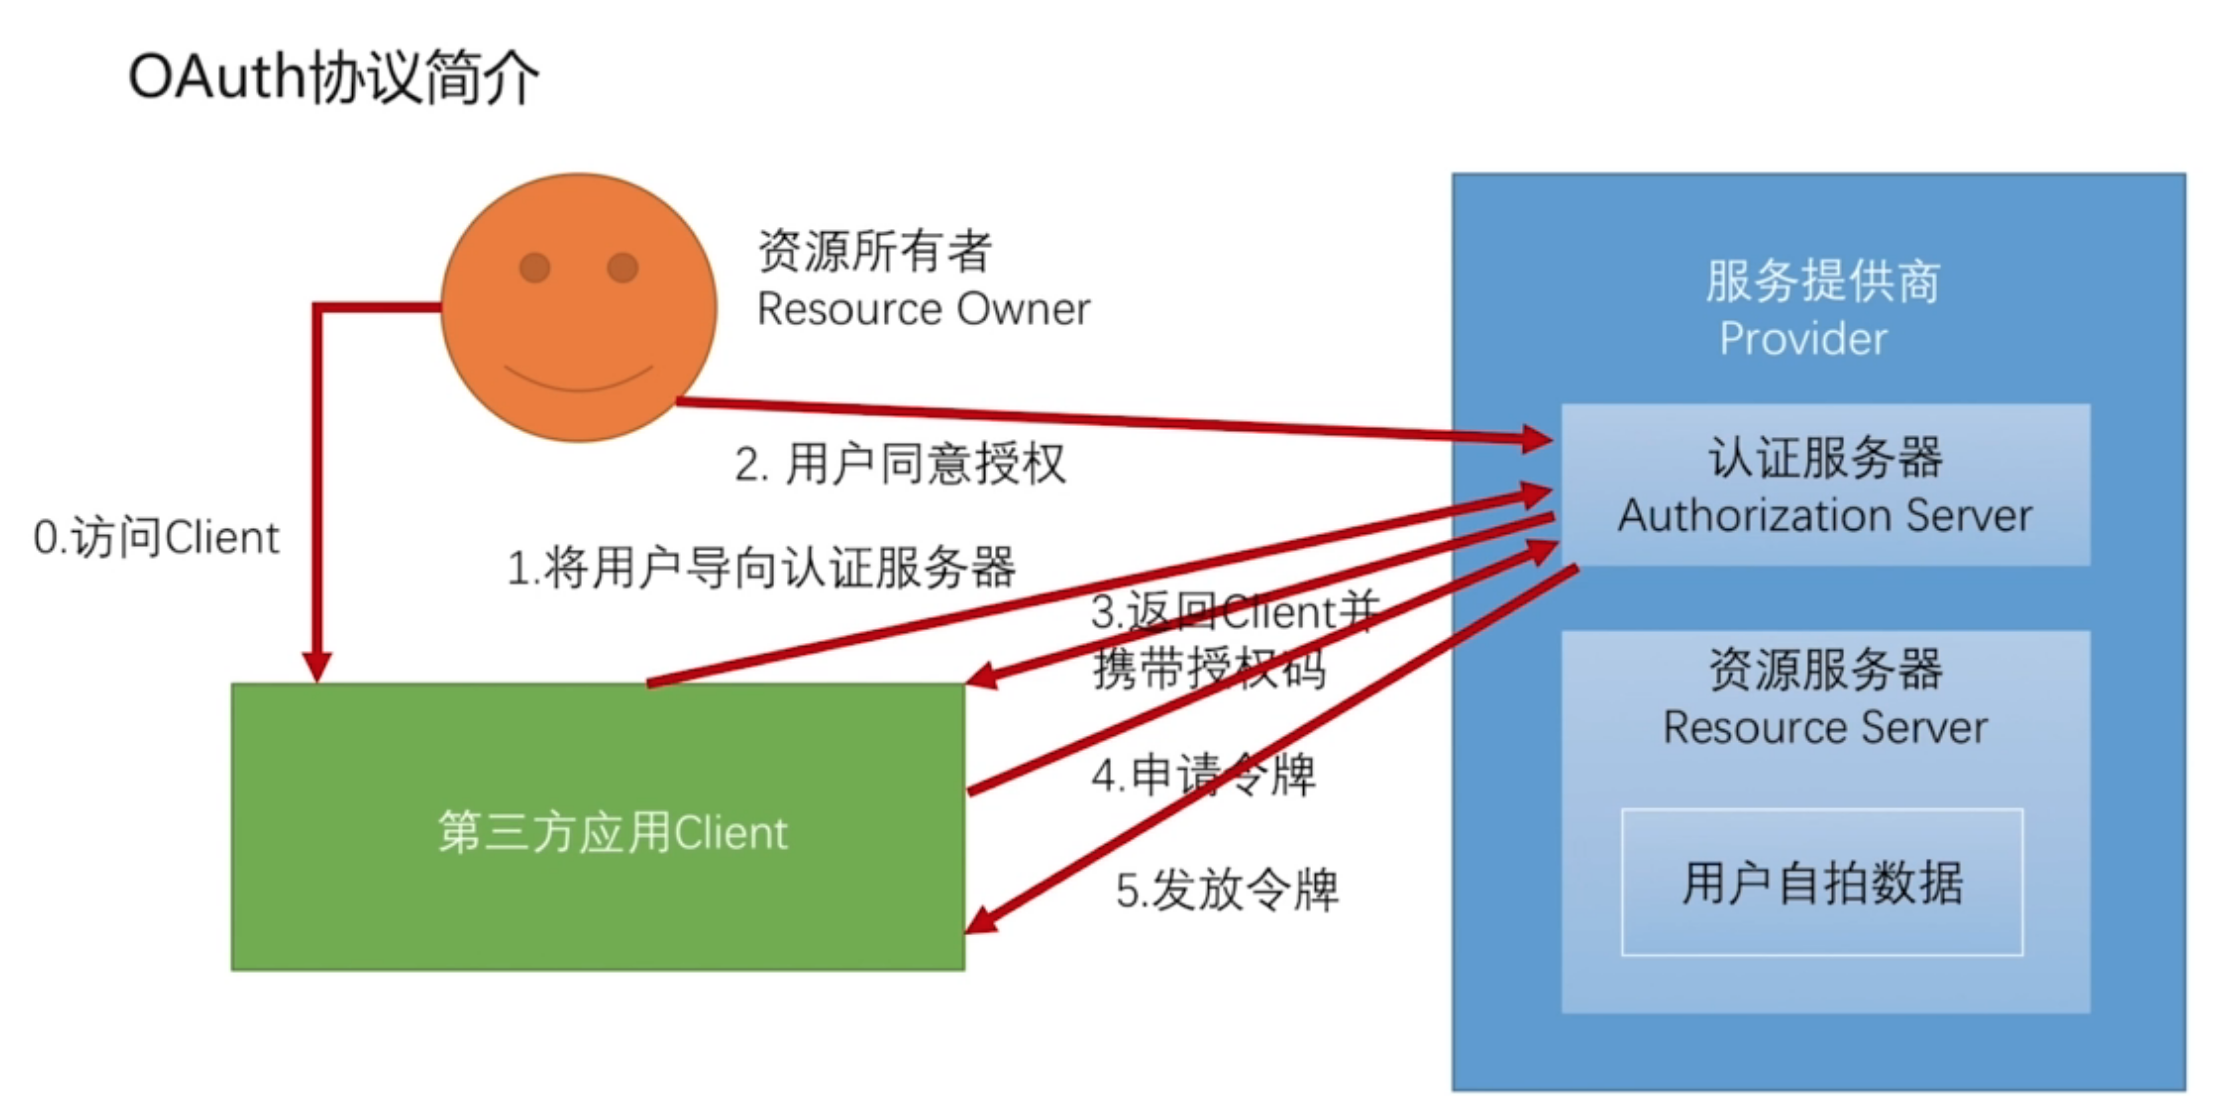 OAuth协议简介
资源所有者
Resource Owner
服务提供商
Provider
2. 用户同意授权
认证服务器
Authorization Server
0.访问Client
1.将用户导向认证服务器
3.返回Client并
携带授权码
资源服务器
Resource Server
4.申请令牌
第三方应用Client
5.发放令牌
用户自拍数据